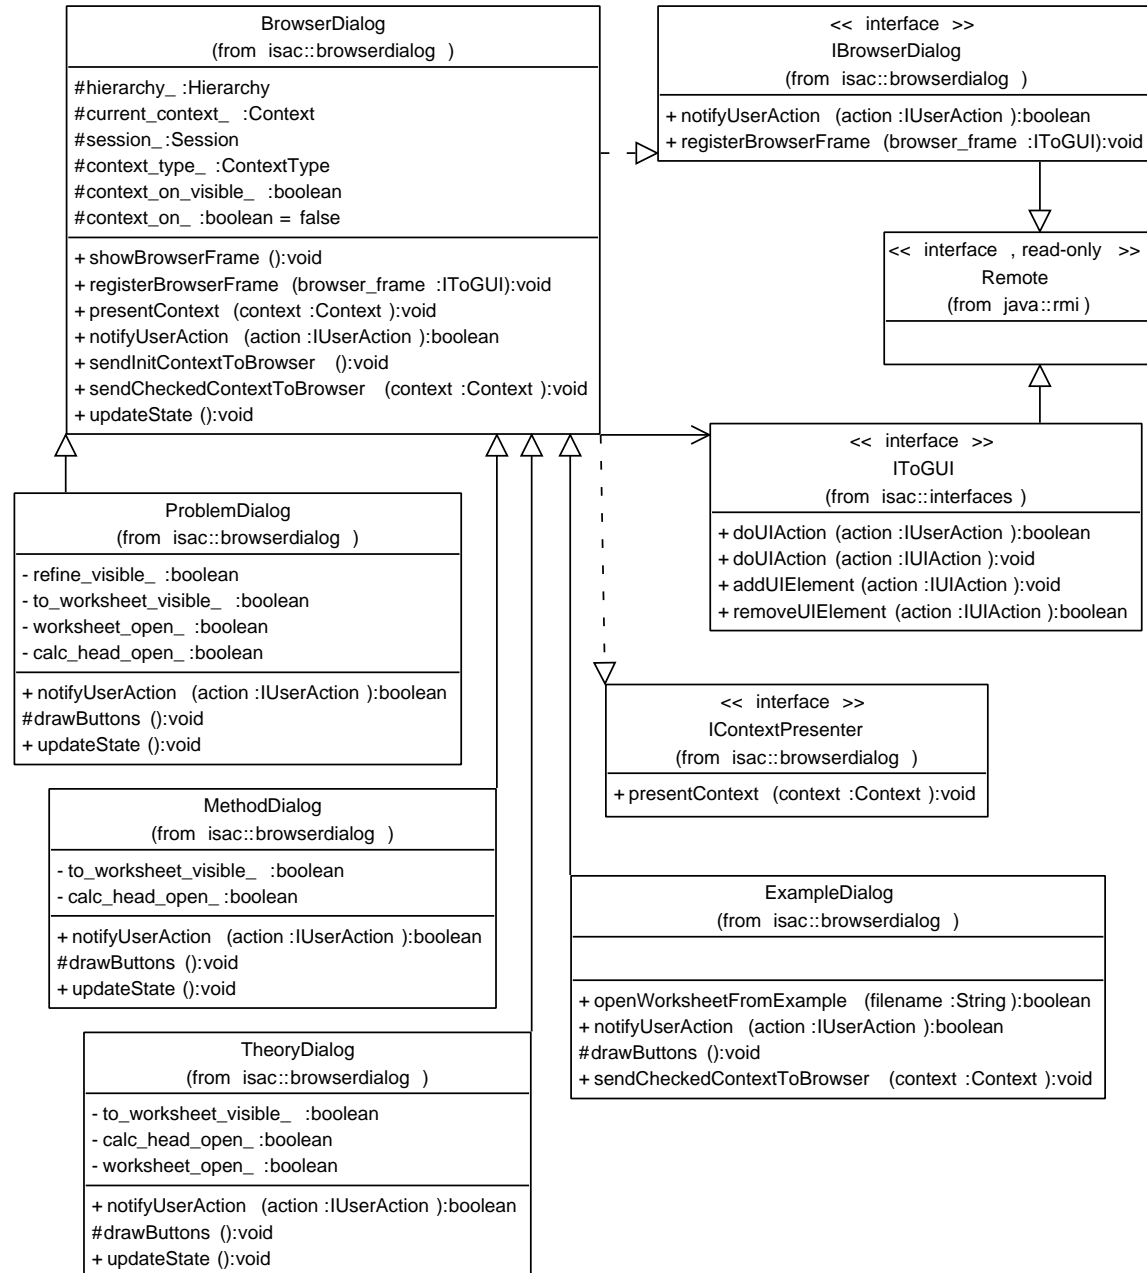 BrowserDialog
(from isac::browserdialog )
#hierarchy_ :Hierarchy
#current_context_ :Context
#session_ :Session
#context_type_ :ContextType
#context_on_visible_ :boolean
#context_on_ :boolean = false
+ showBrowserFrame ():void
+ registerBrowserFrame (browser_frame :IToGUI):void
+ presentContext (context :Context ):void
+ notifyUserAction (action :IUserAction ):boolean
+ sendInitContextToBrowser ():void
+ sendCheckedContextToBrowser (context :Context ):void
+ updateState ():void
<< interface >>
IBrowserDialog
(from isac::browserdialog )
+ notifyUserAction (action :IUserAction ):boolean
+ registerBrowserFrame (browser_frame :IToGUI):void
<< interface , read-only >>
Remote
(from java::rmi )
<< interface >>
IToGUI
(from isac::interfaces )
+ doUIAction (action :IUserAction ):boolean
+ doUIAction (action :IUIAction ):void
+ addUIElement (action :IUIAction ):void
+ removeUIElement (action :IUIAction ):boolean
ProblemDialog
(from isac::browserdialog )
- refine_visible_ :boolean
- to_worksheet_visible_ :boolean
- worksheet_open_ :boolean
- calc_head_open_ :boolean
+ notifyUserAction (action :IUserAction ):boolean
#drawButtons ():void
+ updateState ():void
<< interface >>
IContextPresenter
(from isac::browserdialog )
+ presentContext (context :Context ):void
MethodDialog
(from isac::browserdialog )
- to_worksheet_visible_ :boolean
- calc_head_open_ :boolean
+ notifyUserAction (action :IUserAction ):boolean
#drawButtons ():void
+ updateState ():void
ExampleDialog
(from isac::browserdialog )
+ openWorksheetFromExample (filename :String ):boolean
+ notifyUserAction (action :IUserAction ):boolean
#drawButtons ():void
+ sendCheckedContextToBrowser (context :Context ):void
TheoryDialog
(from isac::browserdialog )
- to_worksheet_visible_ :boolean
- calc_head_open_ :boolean
- worksheet_open_ :boolean
+ notifyUserAction (action :IUserAction ):boolean
#drawButtons ():void
+ updateState ():void